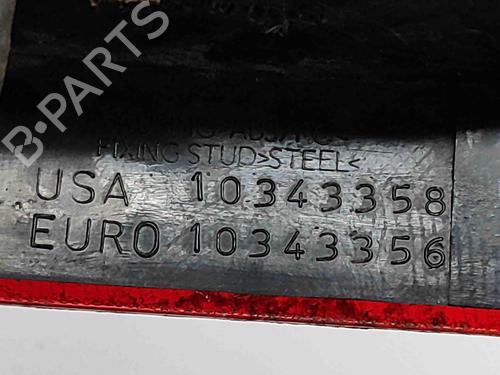 B-PARTS
FIXING STUD>STEEL<
USA 10343358
EURO 10343356